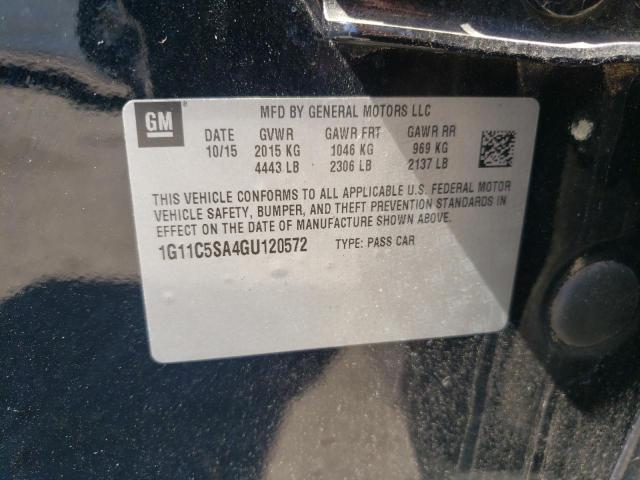 GM
MFD BY GENERAL MOTORS LLC
DATE GVWR GAWR FRT GAWR RR
10/15 2015 KG 1046 KG 969 KG
4443 LB 2306 LB 2137 LB
THIS VEHICLE CONFORMS TO ALL APPLICABLE U.S. FEDERAL MOTOR
VEHICLE SAFETY, BUMPER, AND THEFT PREVENTION STANDARDS IN
EFFECT ON THE DATE OF MANUFACTURE SHOWN ABOVE.
1G11C5SA4GU120572 TYPE: PASS CAR